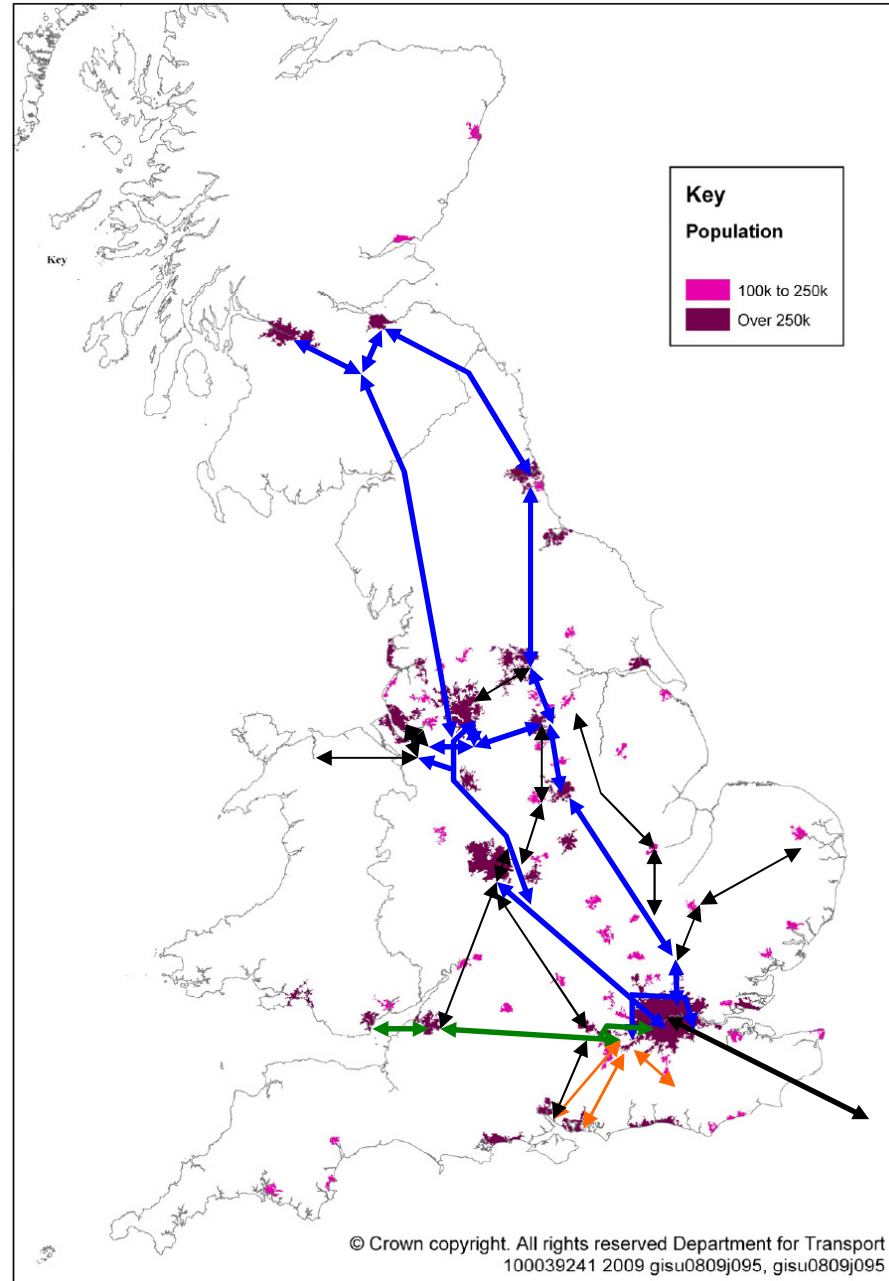 Key
Population
Key
100k to 250k
Over 250k
© Crown copyright. All rights reserved Department for Transport
100039241 2009 gisu0809j095, gisu0809j095